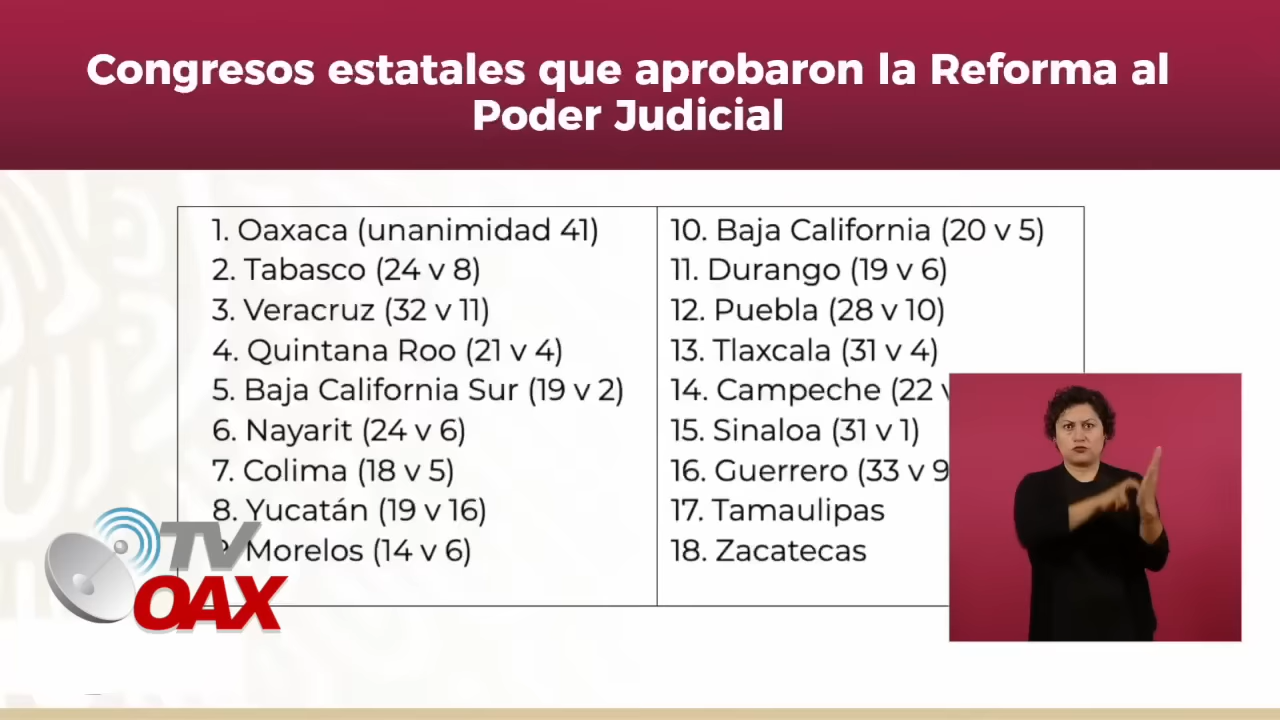 Congresos estatales que aprobaron la Reforma al
Poder Judicial
1. Oaxaca (unanimidad 41)
2. Tabasco (24 v 8)
3. Veracruz (32 v 11)
4. Quintana Roo (21 v 4)
5. Baja California Sur (19 v 2)
6. Nayarit (24 v 6)
7. Colima (18 v 5)
8. Yucatán (19 v 16)
Morelos (14 v 6)
10. Baja California (20 v 5)
11. Durango (19 v 6)
12. Puebla (28 v 10)
13. Tlaxcala (31 v 4)
14. Campeche (22 v
15. Sinaloa (31 v 1)
16. Guerrero (33 v 9
17. Tamaulipas
18. Zacatecas
TV
OAX